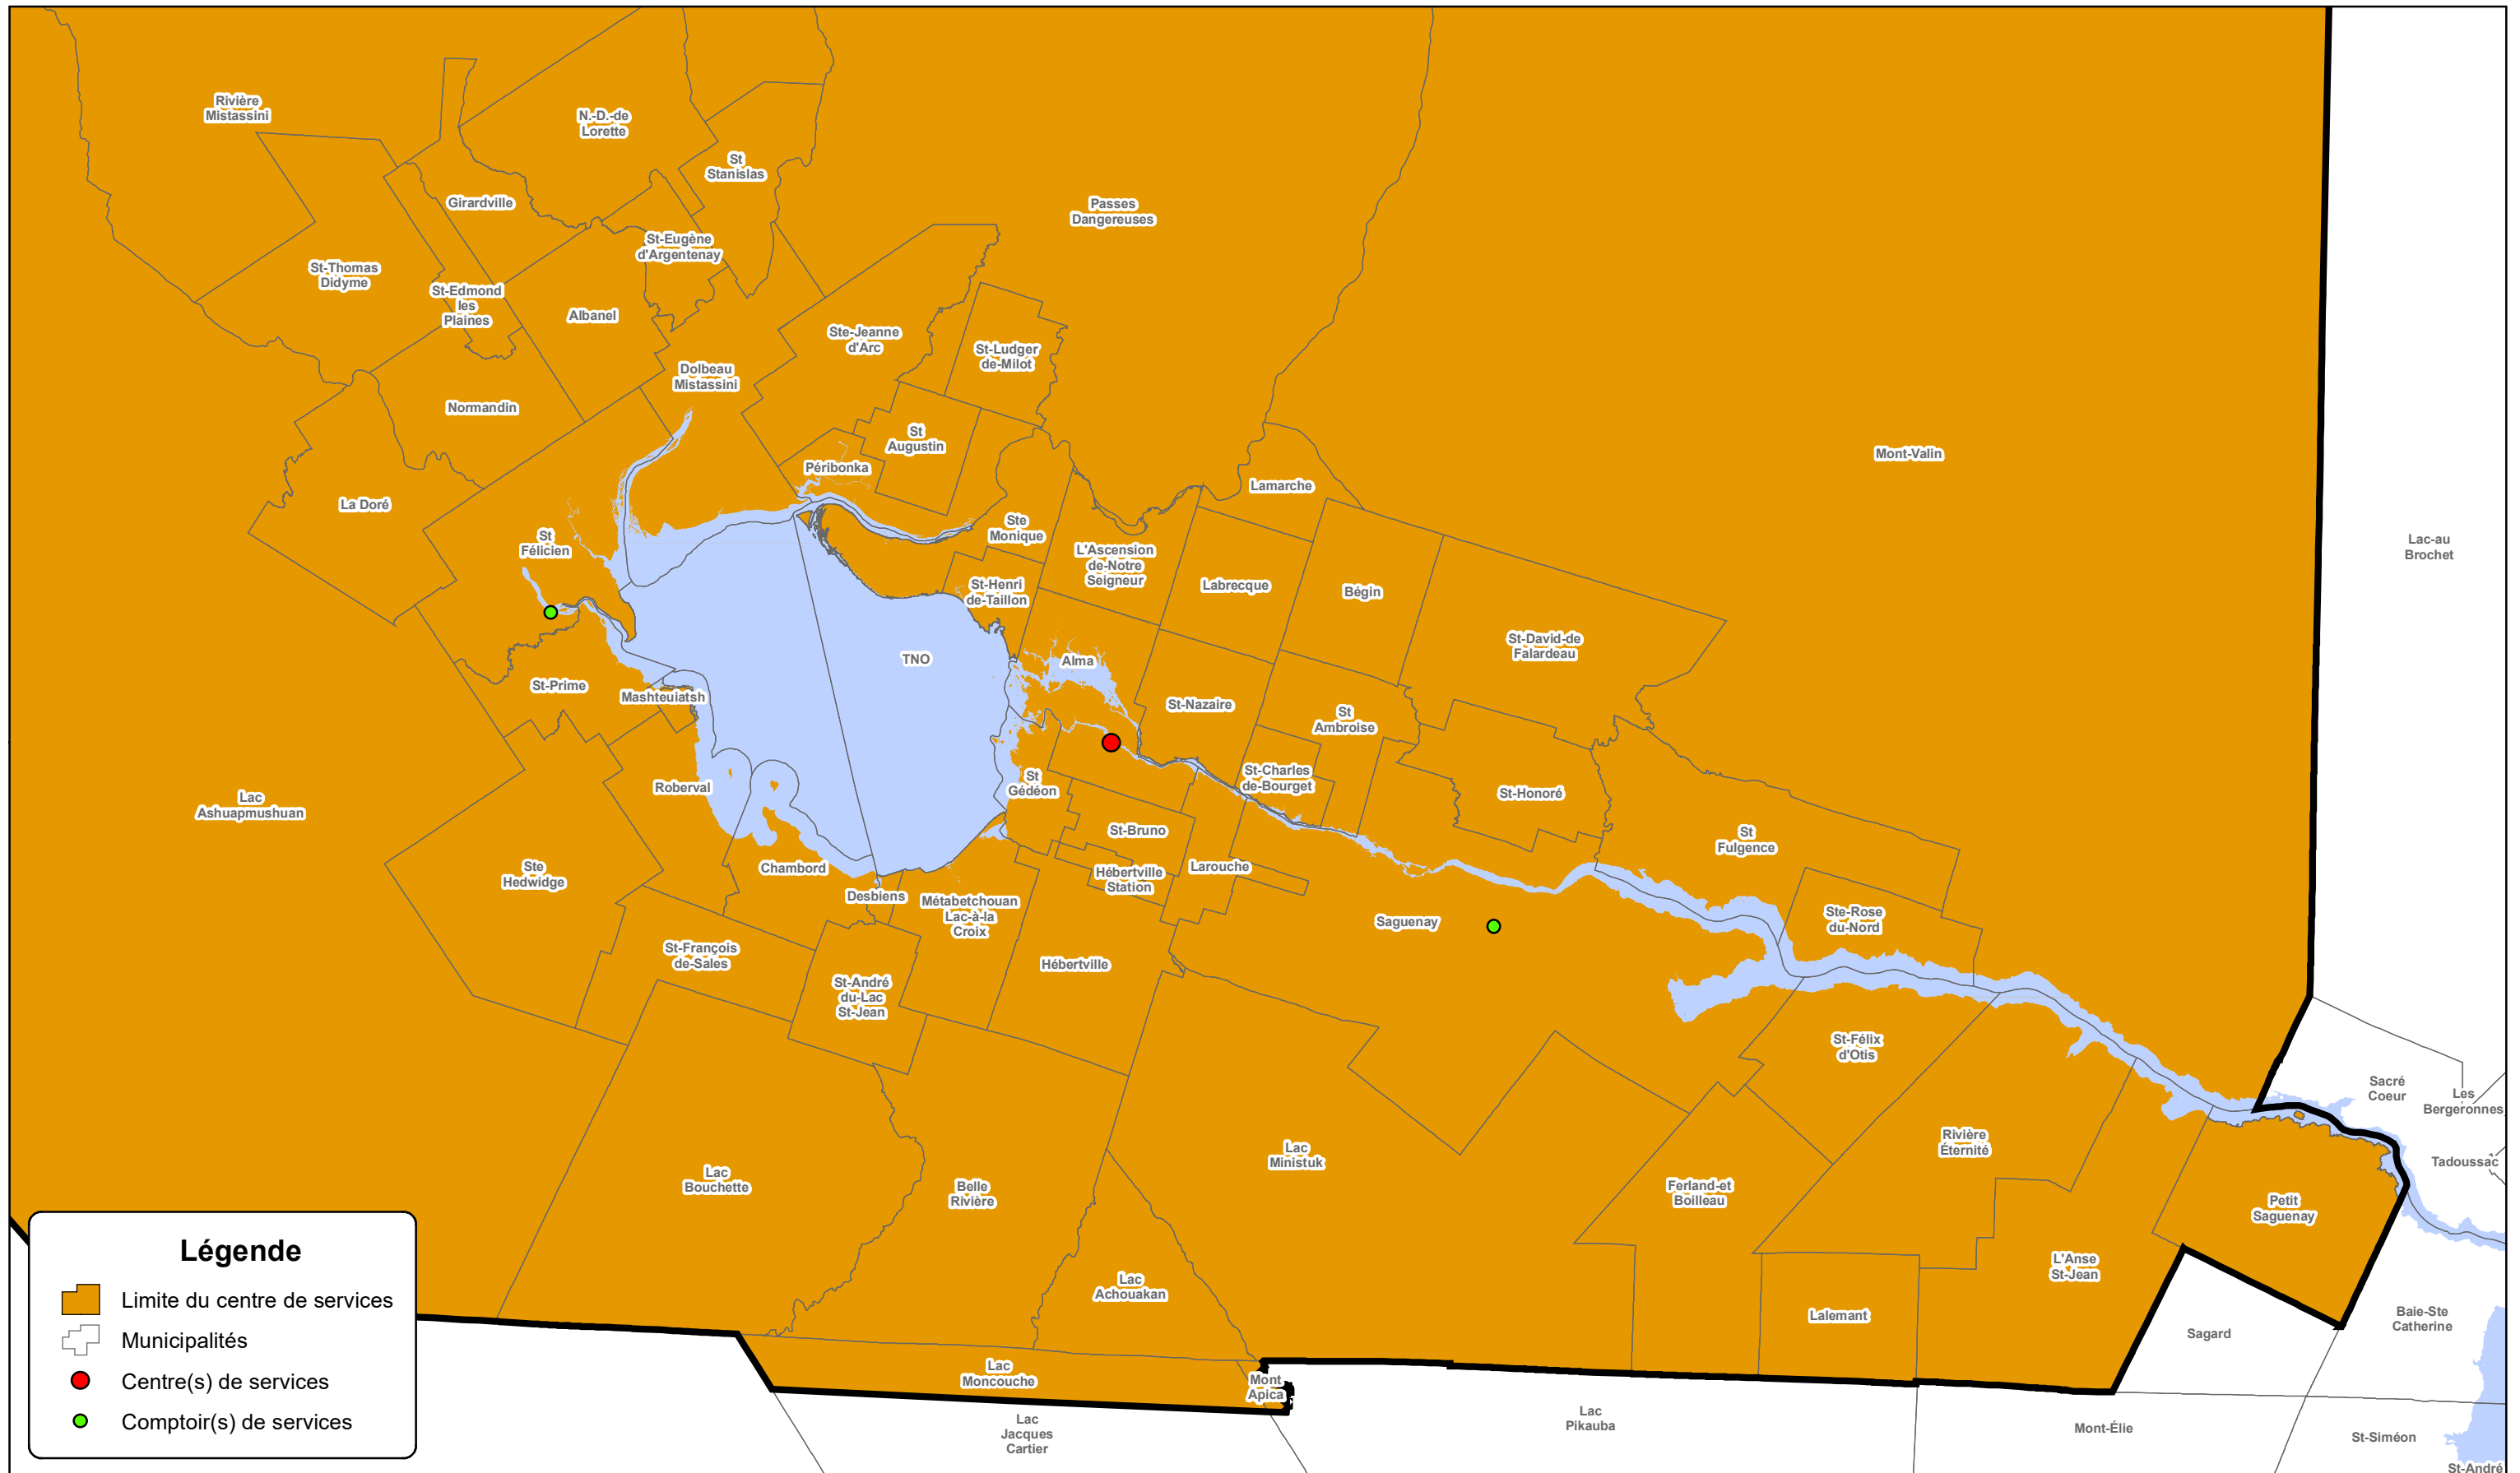 Rivière
Mistassini
N.-D.-de
Lorette
St
Stanislas
Girardville
Passes
Dangereuses
St-Eugène
d'Argentenay
St-Thomas
Didyme
St-Edmond
les
Plaines
Albanel
Ste-Jeanne
d'Arc
St-Ludger
de-Milot
Dolbeau
Mistassini
Normandin
St
Augustin
Mont-Valin
Péribonka
Lamarche
La Doré
Ste
Monique
St
Félicien
Lac-au
Brochet
L'Ascension
de-Notre
Seigneur
St-Henri
de-Taillon
Labrecque
Bégin
St-David-de
Falardeau
TNO
Alma
St-Prime
Mashteuiatsh
St-Nazaire
St
Ambroise
St
Gédéon
St-Charles
de-Bourget
Roberval
St-Honoré
Lac
Ashuapmushuan
St-Bruno
St
Fulgence
Ste
Hedwidge
Chambord
Hébertville
Station
Larouche
Desbiens
Métabetchouan
Lac-à-la
Croix
Saguenay
Ste-Rose
du-Nord
St-François
de-Sales
Hébertville
St-André
du-Lac
St-Jean
St-Félix
d'Otis
Sacré
Coeur
Les
Bergeronnes
Rivière
Éternité
Lac
Ministuk
Tadoussac
Lac
Bouchette
Belle
Rivière
Ferland-et
Boilleau
Petit
Saguenay
L'Anse
St-Jean
Lac
Achouakan
Lalemant
Sagard
Baie-Ste
Catherine
Lac
Moncouche
Mont
Apica
Lac
Jacques
Cartier
Lac
Pikauba
Mont-Élie
St-Siméon
St-André
Légende
Limite du centre de services
Municipalités
Centre(s) de services
Comptoir(s) de services